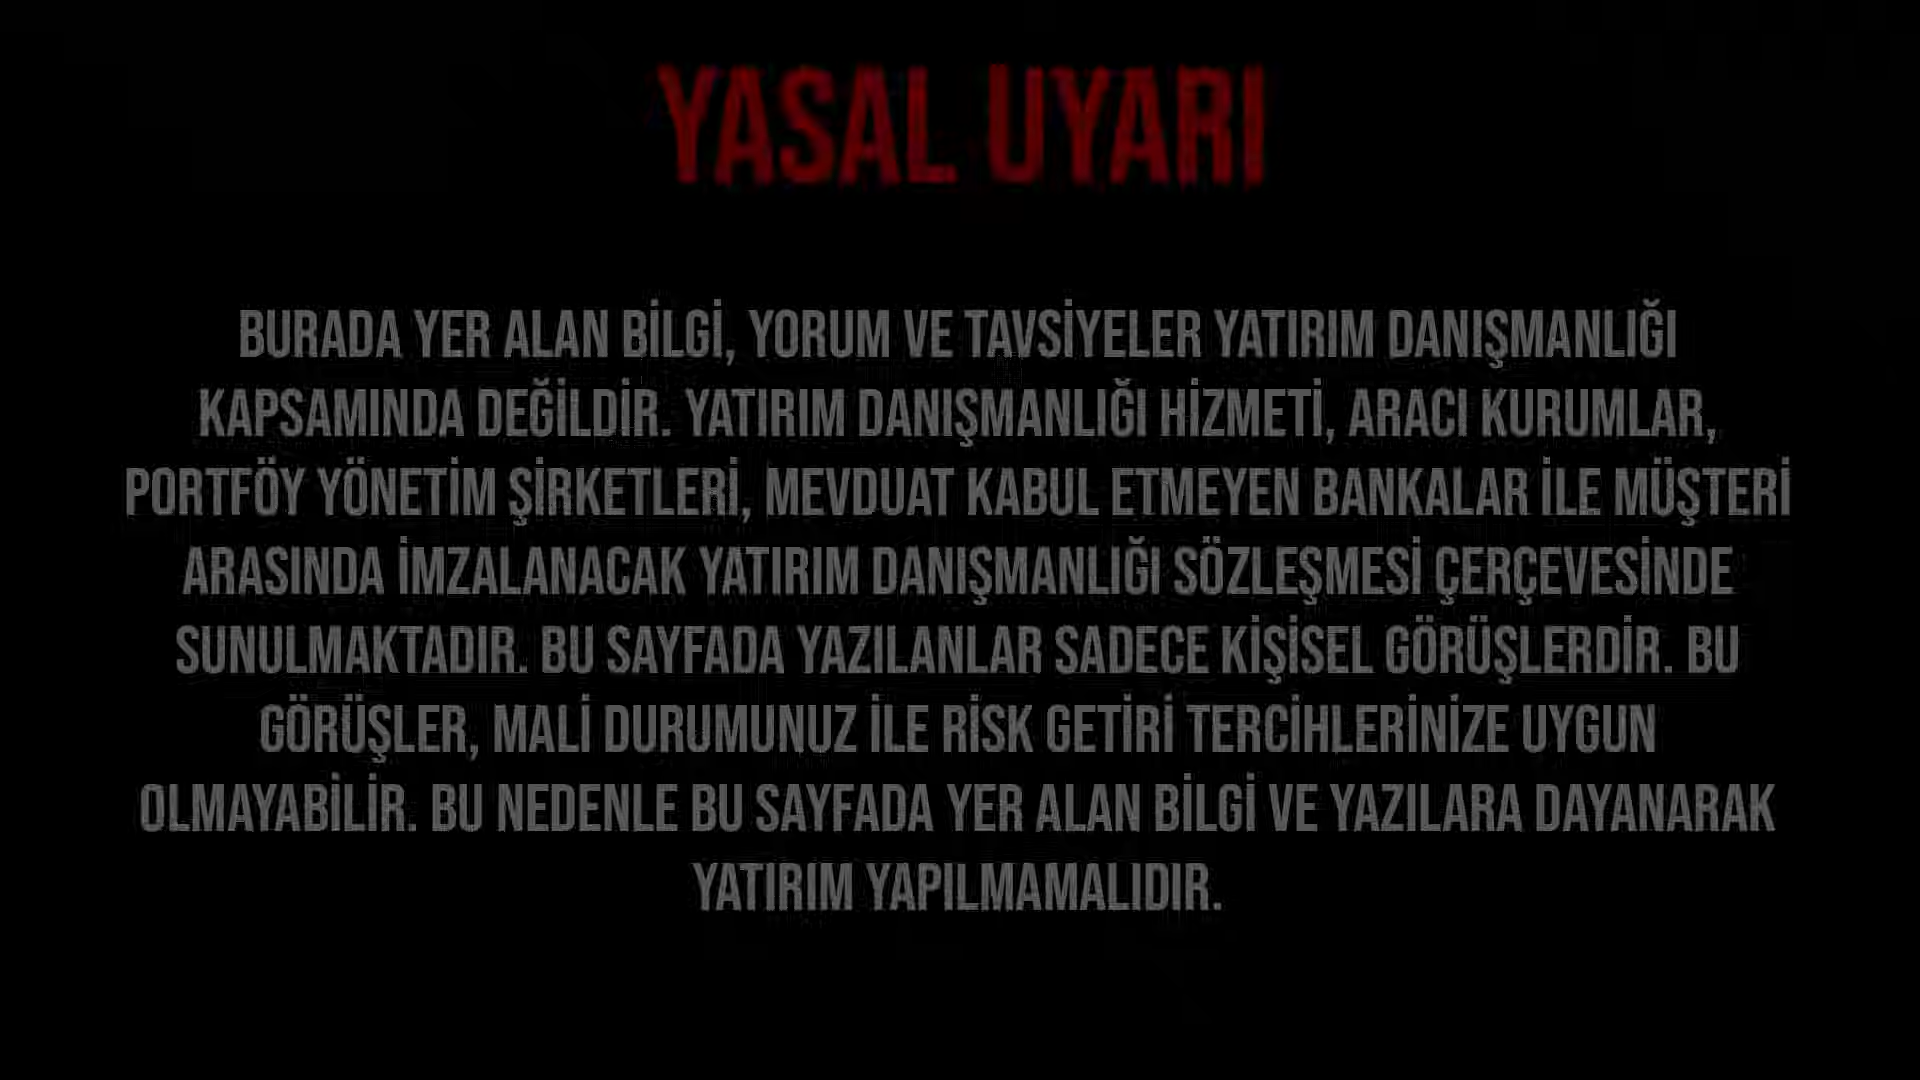 YASAL UYARI
BURADA YER ALAN BİLGİ, YORUM VE TAVSİYELER YATIRIM DANIŞMANLIĞI
KAPSAMINDA DEĞİLDİR. YATIRIM DANIŞMANLIĞI HİZMETİ, ARACI KURUMLAR,
PORTFÖY YÖNETİM ŞİRKETLERİ, MEVDUAT KABUL ETMEYEN BANKALAR İLE MÜŞTERİ
ARASINDA İMZALANACAK YATIRIM DANIŞMANLIĞI SÖZLEŞMESİ ÇERÇEVESİNDE
SUNULMAKTADIR. BU SAYFADA YAZILANLAR SADECE KİŞİSEL GÖRÜŞLERDİR. BU
GÖRÜŞLER, MALİ DURUMUNUZ İLE RİSK GETİRİ TERCİHLERİNİZE UYGUN
OLMAYABİLİR. BU NEDENLE BU SAYFADA YER ALAN BİLGİ VE YAZILARA DAYANARAK
YATIRIM YAPILMAMALIDIR.